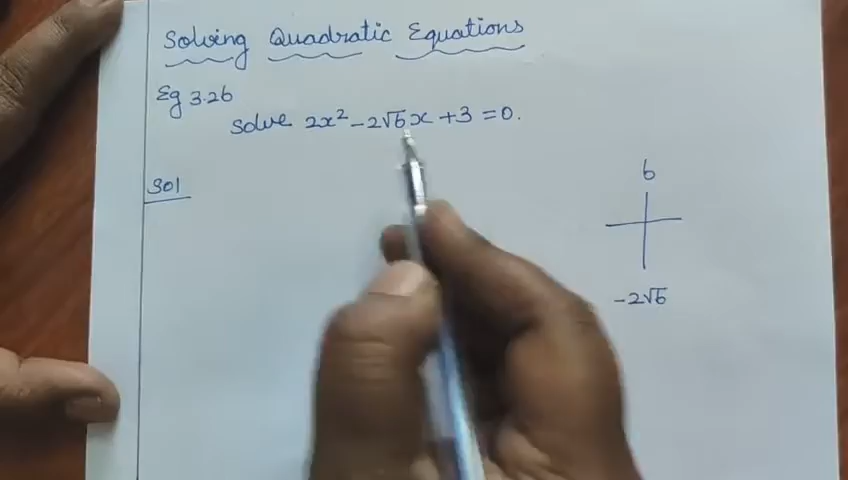 Solving Quadratic Equations
Eg 3.26
Solve 2x² - 2√6x + 3 = 0.
Sol
6
-2√6